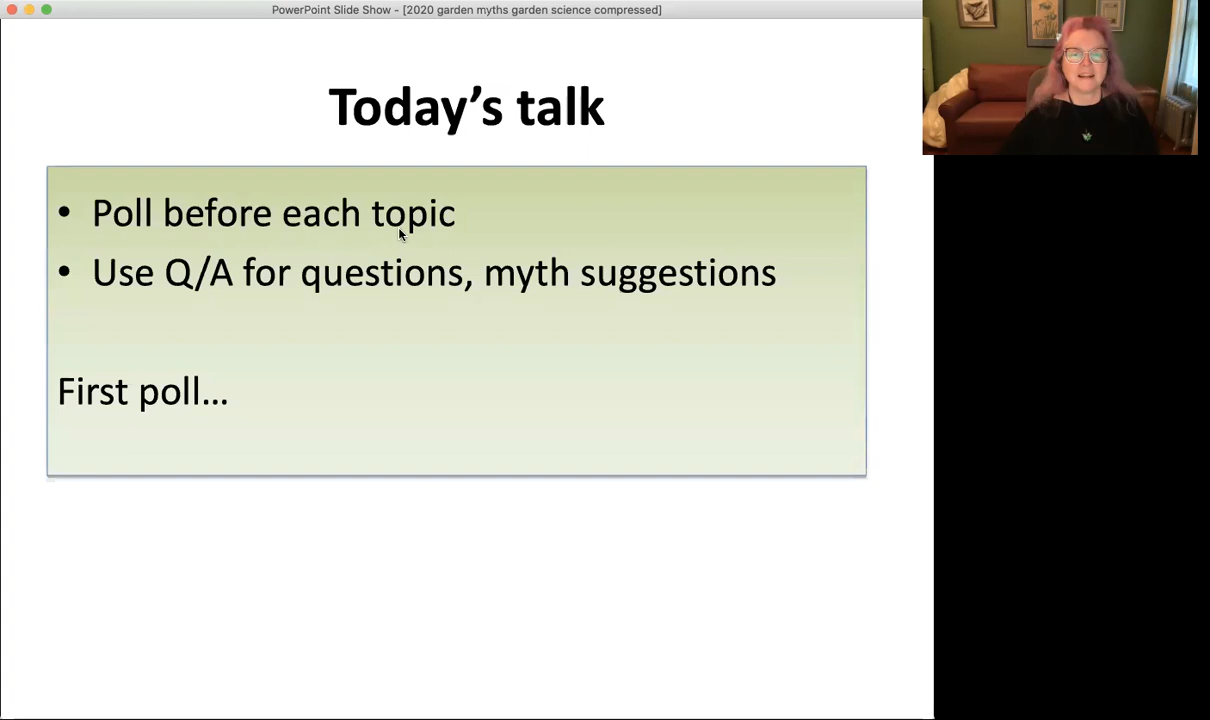 PowerPoint Slide Show - [2020 garden myths garden science compressed]
Today’s talk
• Poll before each topic
• Use Q/A for questions, myth suggestions
First poll…